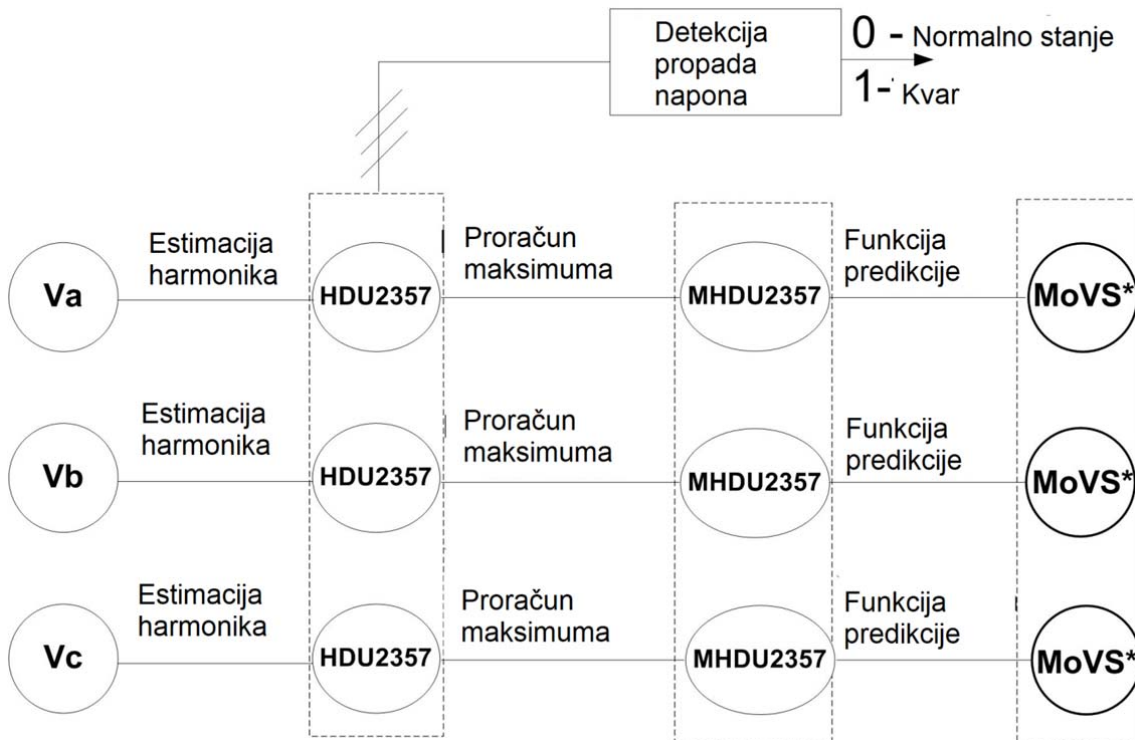 Detekcija
propada
napona
0 - Normalno stanje
1- Kvar
Estimacija
harmonika
Proračun
maksimuma
Funkcija
predikcije
Va
HDU2357
MHDU2357
MoVS*
Estimacija
harmonika
Proračun
maksimuma
Funkcija
predikcije
Vb
HDU2357
MHDU2357
MoVS*
Estimacija
harmonika
Proračun
maksimuma
Funkcija
predikcije
Vc
HDU2357
MHDU2357
MoVS*